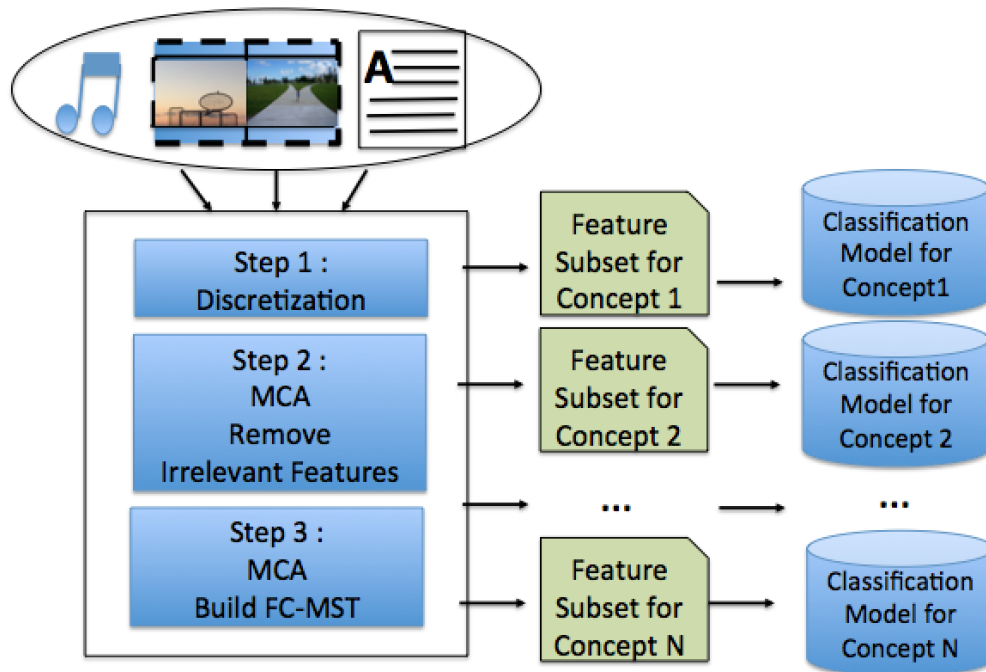 A
Step 1 :
Discretization
Step 2 :
MCA
Remove
Irrelevant Features
Step 3 :
MCA
Build FC-MST
Feature
Subset for
Concept 1
Feature
Subset for
Concept 2
...
Feature
Subset for
Concept N
Classification
Model for
Concept1
Classification
Model for
Concept 2
...
Classification
Model for
Concept N